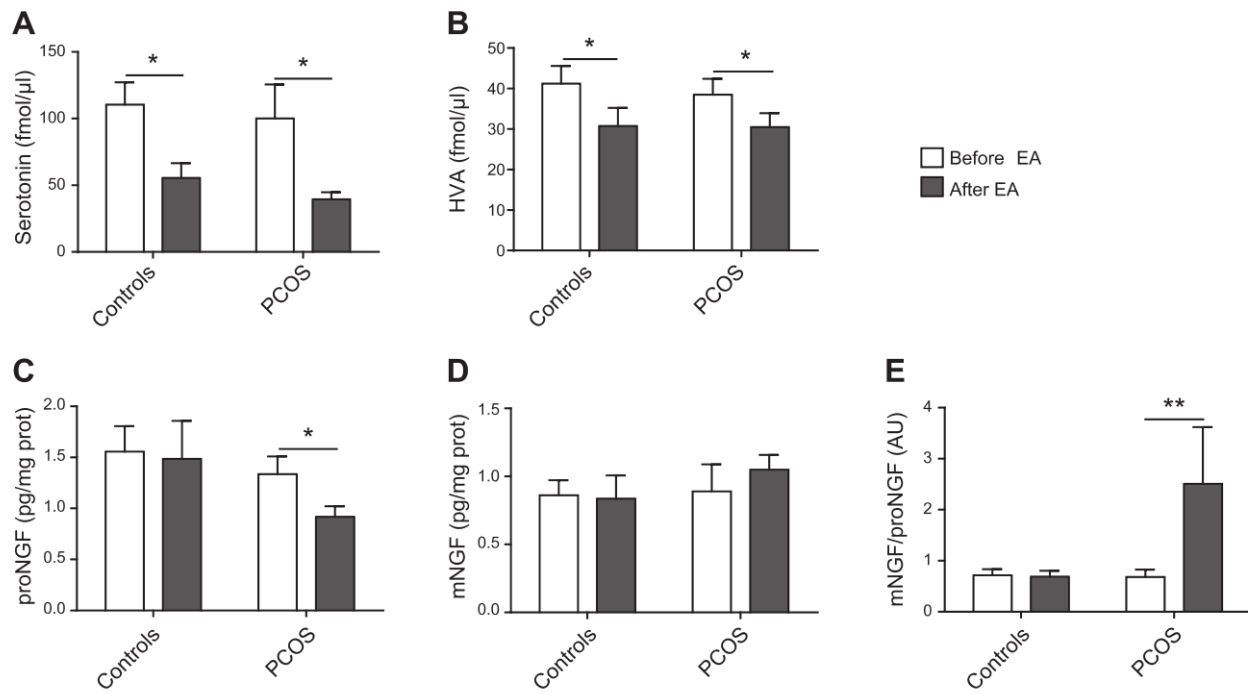 A
Serotonin (fmol/µl)
150
100
50
0
*
*
Controls
PCOS
B
HVA (fmol/µl)
50
40
30
20
10
0
*
*
Controls
PCOS
Before EA
After EA
C
proNGF (pg/mg prot)
2.0
1.5
1.0
0.5
0.0
*
Controls
PCOS
D
mNGF (pg/mg prot)
1.5
1.0
0.5
0.0
Controls
PCOS
E
mNGF/proNGF (AU)
4
3
2
1
0
**
Controls
PCOS